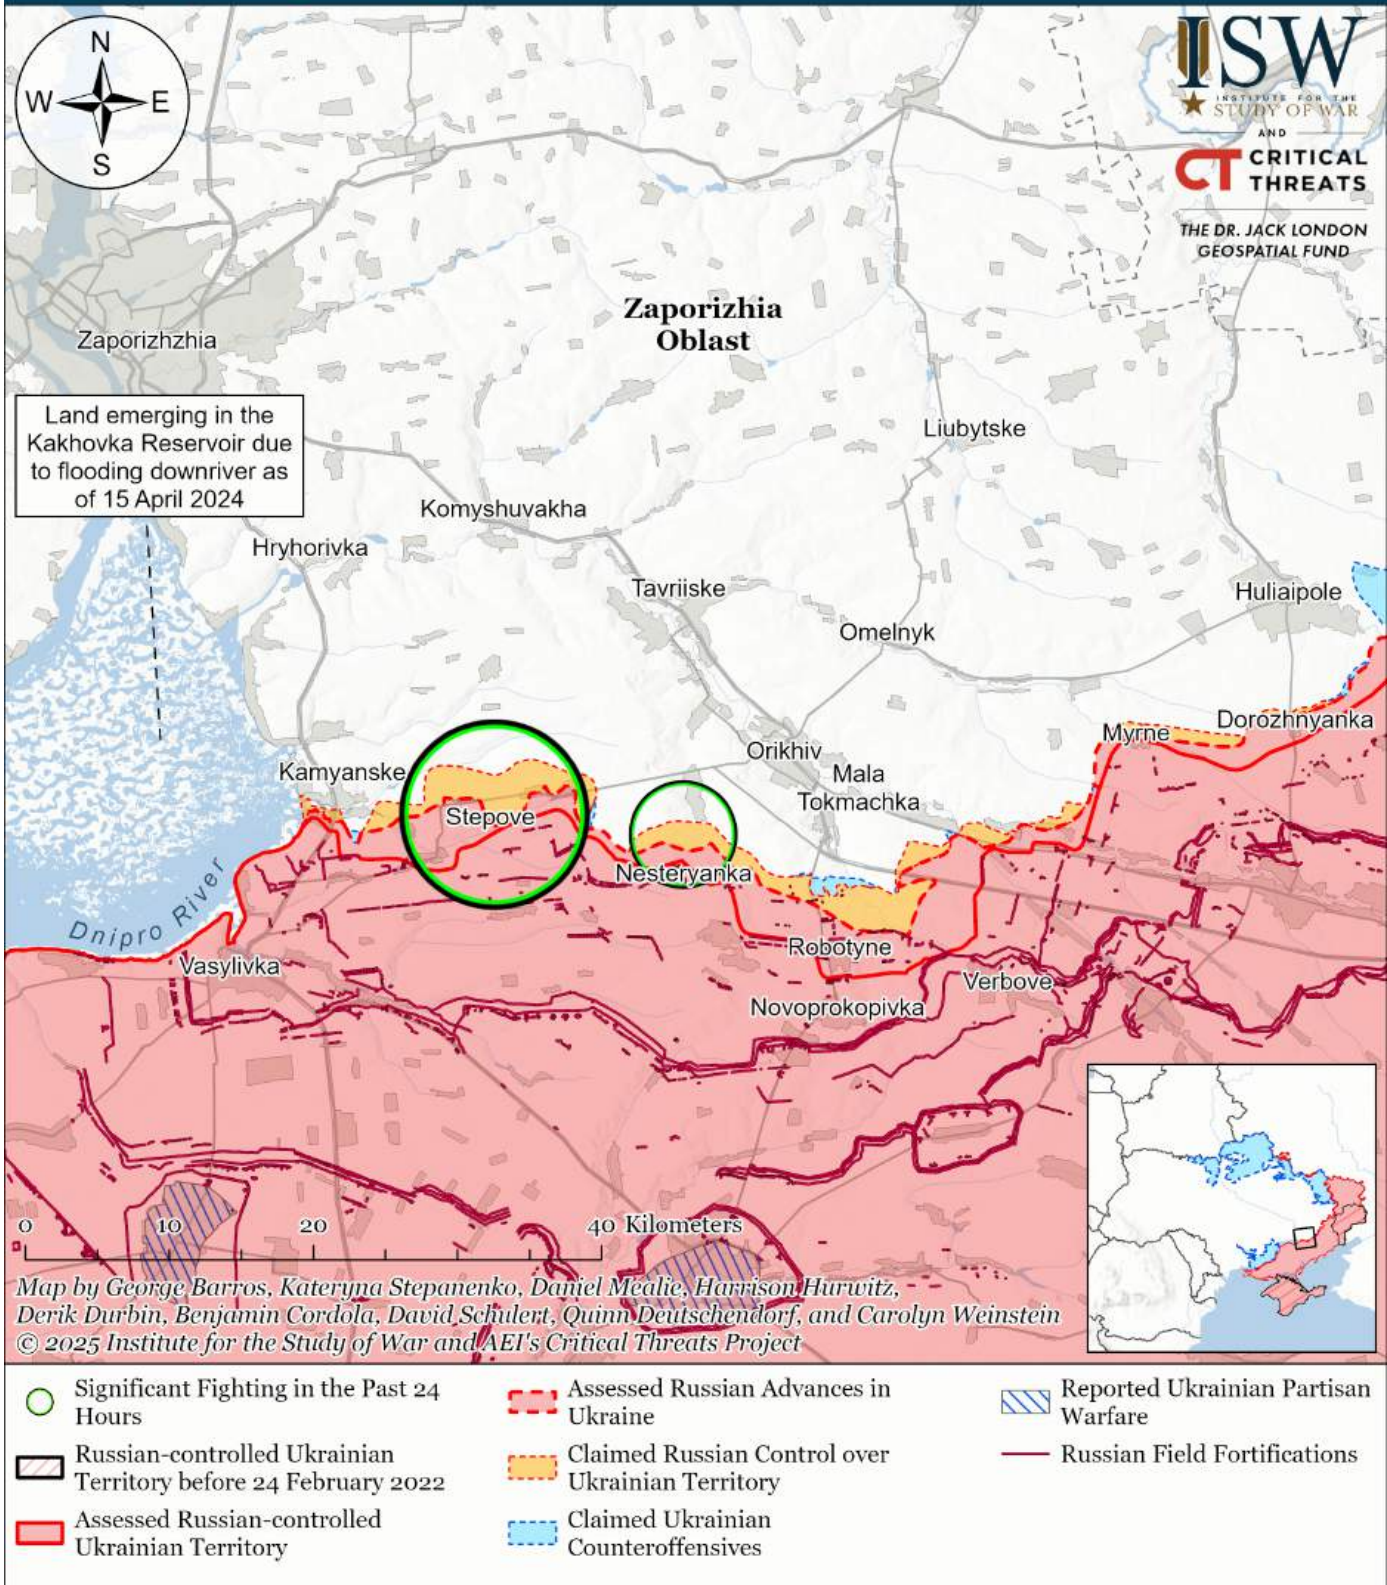 N
W
E
S
ISW
INSTITUTE FOR THE
STUDY OF WAR
AND
CT CRITICAL
THREATS
THE DR. JACK LONDON
GEOSPATIAL FUND
Zaporizhia
Oblast
Zaporizhzhia
Land emerging in the
Kakhovka Reservoir due
to flooding downriver as
of 15 April 2024
Liubytske
Komyshuvakha
Hryhorivka
Tavriiske
Huliaipole
Omelnyk
Dorozhnyanka
Myrne
Orikhiv
Kamyanske
Mala
Tokmachka
Stepove
Nesteryanka
Dnipro River
Robotyne
Vasylivka
Verbove
Novoprokopivka
0 10 20 40 Kilometers
Map by George Barros, Kateryna Stepanenko, Daniel Mealie, Harrison Hurwitz,
Derik Durbin, Benjamin Cordola, David Schulert, Quinn Deutschendorf, and Carolyn Weinstein
© 2025 Institute for the Study of War and AEI's Critical Threats Project
Significant Fighting in the Past 24
Hours
Russian-controlled Ukrainian
Territory before 24 February 2022
Assessed Russian-controlled
Ukrainian Territory
Assessed Russian Advances in
Ukraine
Claimed Russian Control over
Ukrainian Territory
Claimed Ukrainian
Counteroffensives
Reported Ukrainian Partisan
Warfare
Russian Field Fortifications